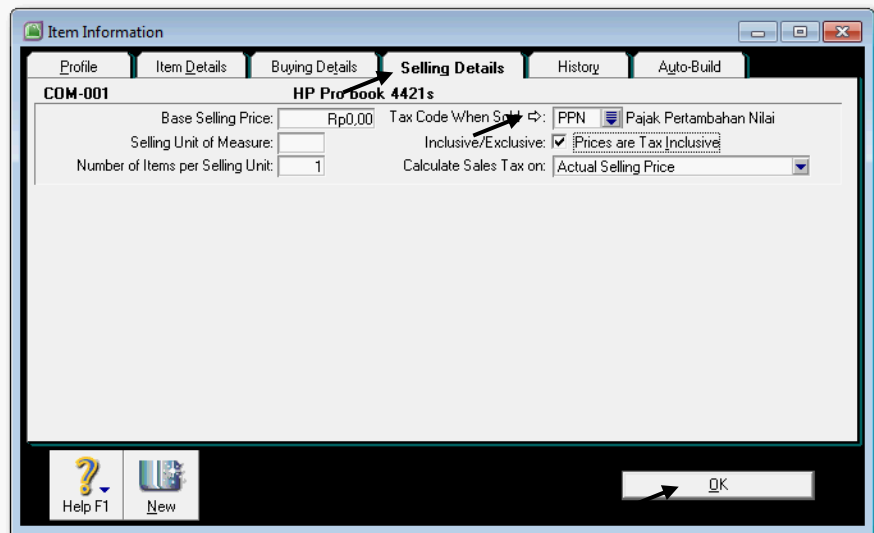 Item Information
Profile Item Details Buying Details Selling Details History Auto-Build
COM-001 HP Pro book 4421s
Base Selling Price: Rp0,00 Tax Code When Sold ⇨: PPN Pajak Pertambahan Nilai
Selling Unit of Measure: Inclusive/Exclusive: Prices are Tax Inclusive
Number of Items per Selling Unit: 1 Calculate Sales Tax on: Actual Selling Price
Help F1 New OK